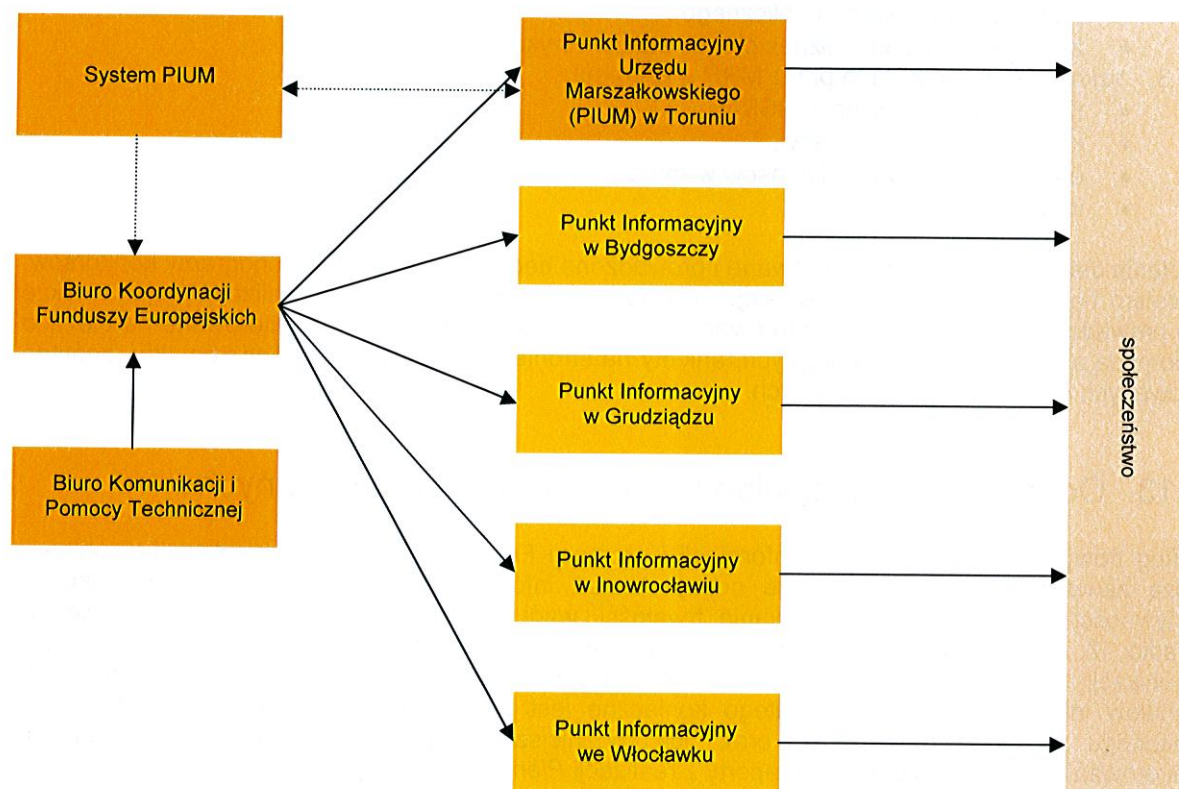 System PIUM
Punkt Informacyjny
Urzędu
Marszałkowskiego
(PIUM) w Toruniu
Punkt Informacyjny
w Bydgoszczy
Biuro Koordynacji
Funduszy Europejskich
Punkt Informacyjny
w Grudziądzu
Biuro Komunikacji i
Pomocy Technicznej
Punkt Informacyjny
w Inowrocławiu
Punkt Informacyjny
we Włocławku
społeczeństwo